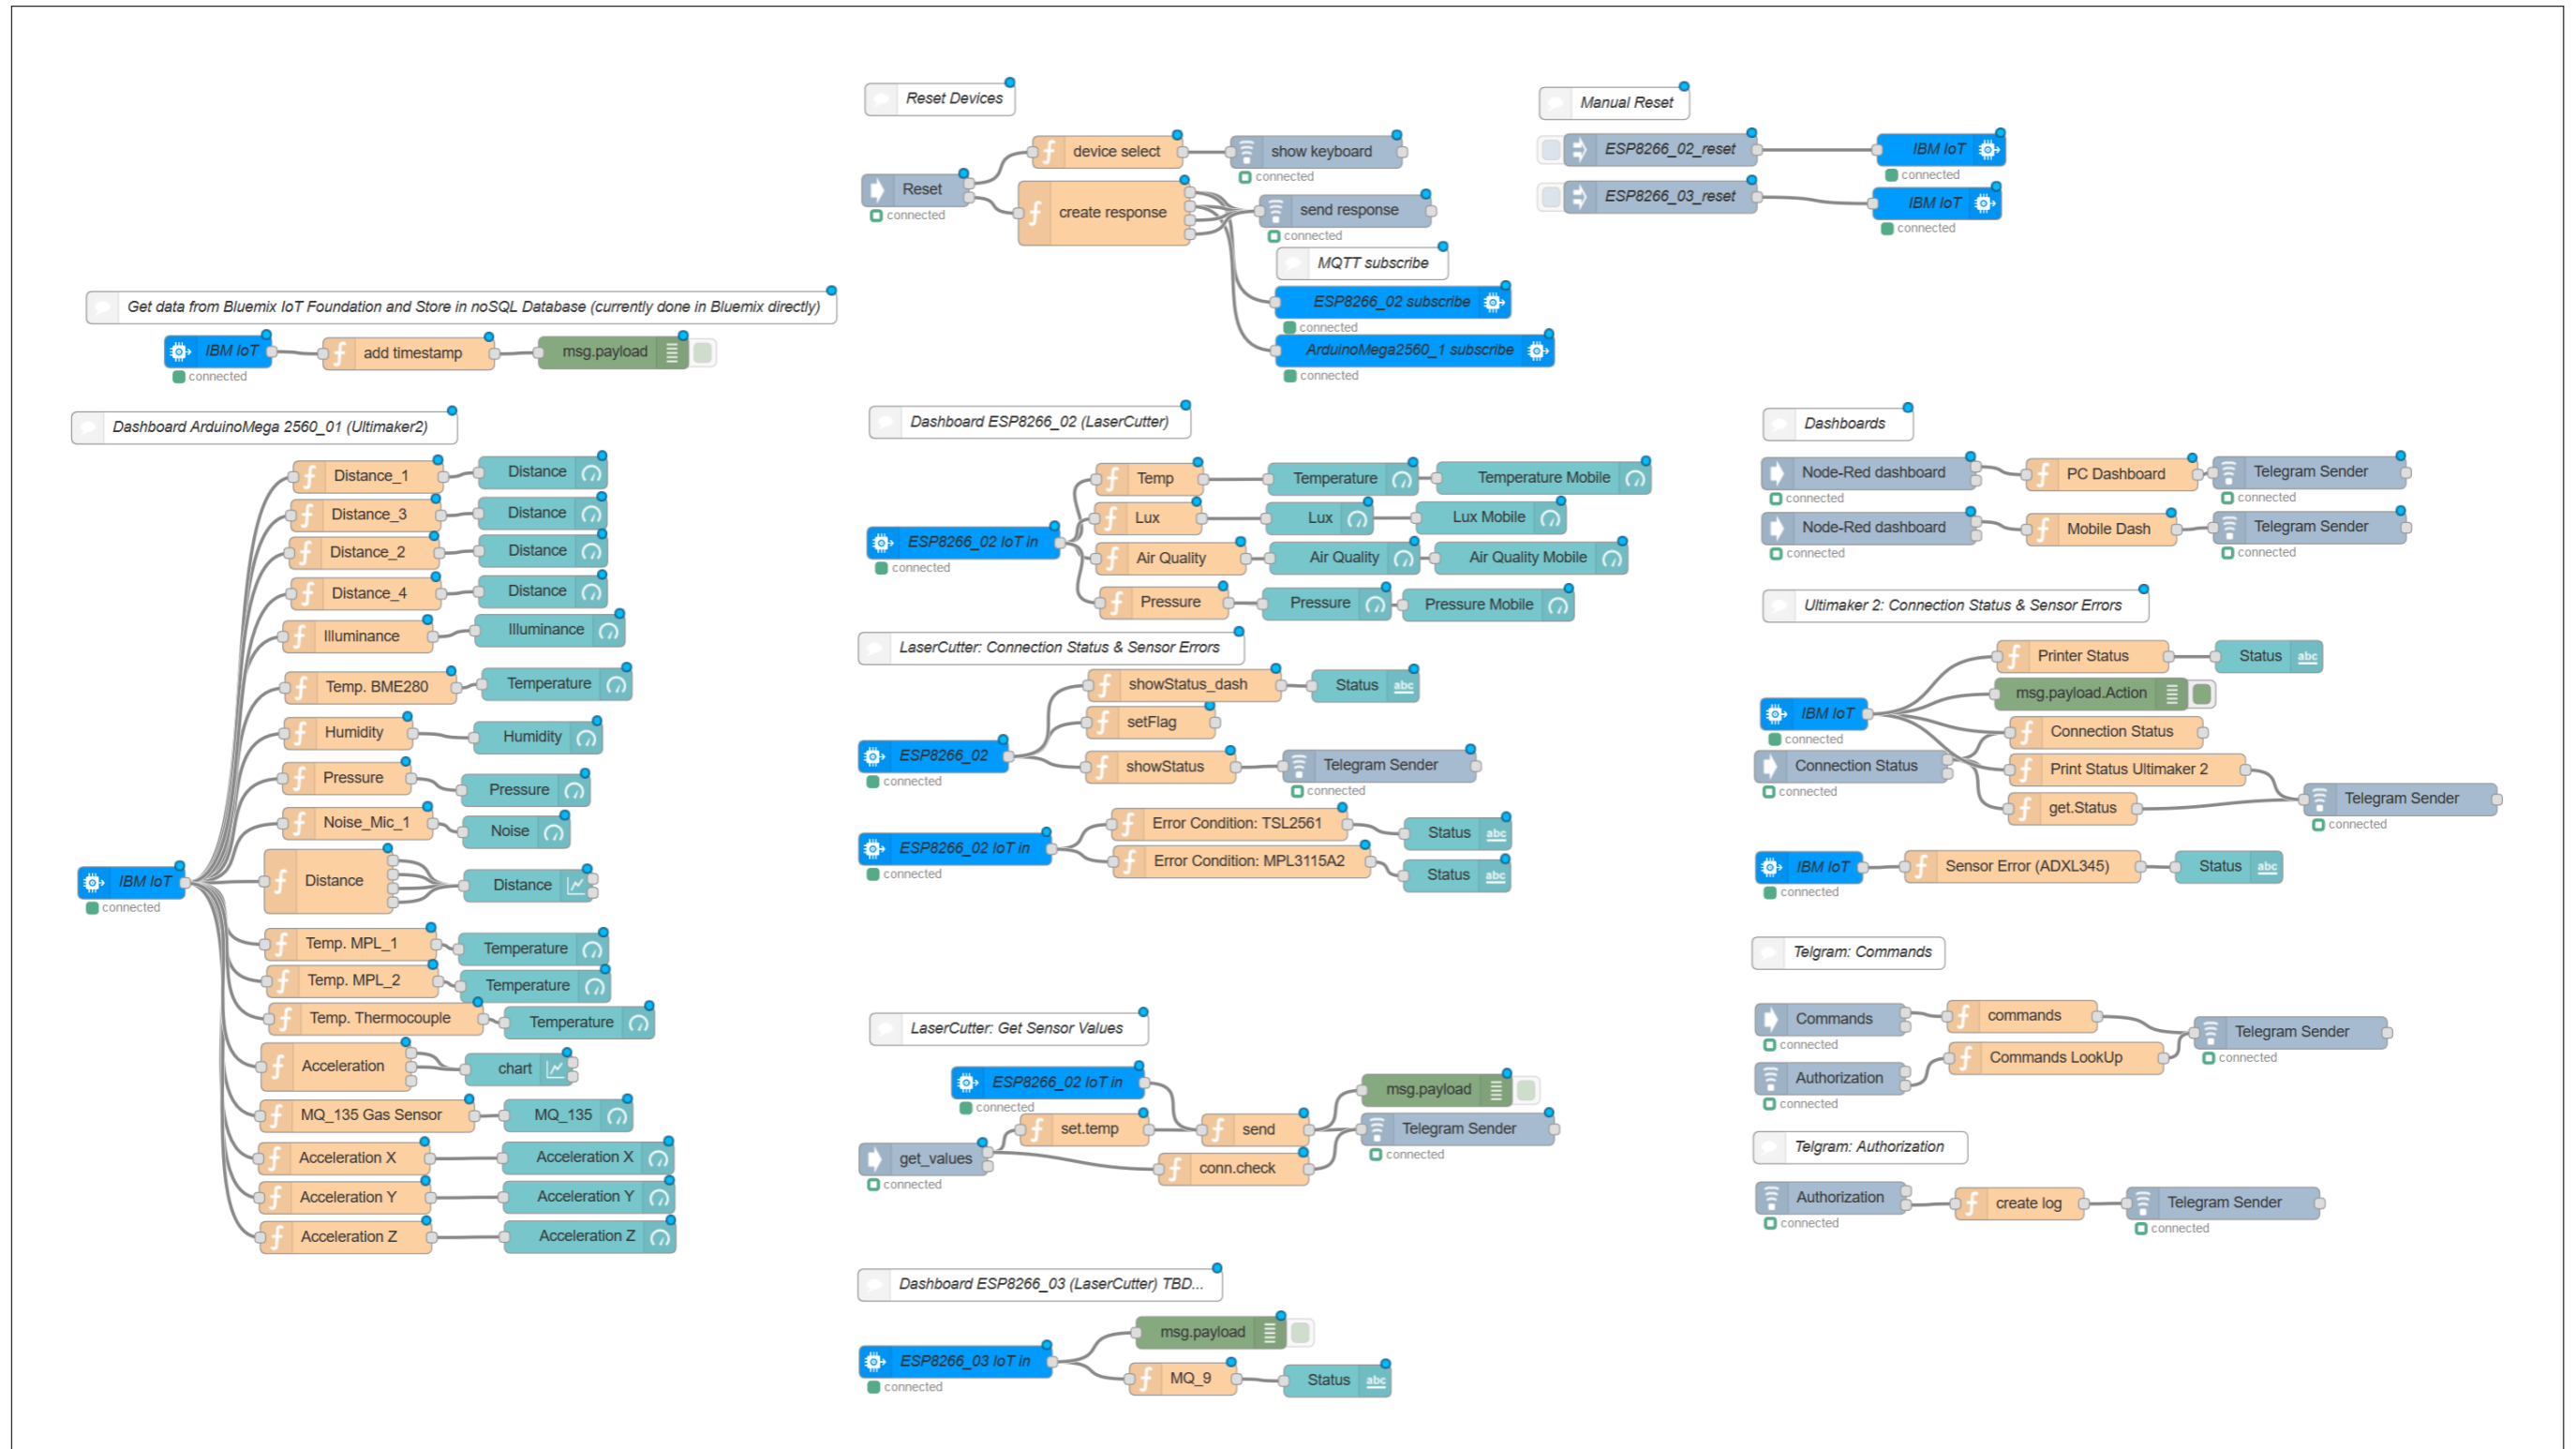 Reset Devices
Reset
connected
device select
show keyboard
connected
create response
send response
connected
MQTT subscribe
ESP8266_02 subscribe
connected
ArduinoMega2560_1 subscribe
connected
Manual Reset
ESP8266_02_reset
IBM IoT
connected
ESP8266_03_reset
IBM IoT
connected
Get data from Bluemix IoT Foundation and Store in noSQL Database (currently done in Bluemix directly)
IBM IoT
connected
add timestamp
msg.payload
Dashboard ArduinoMega 2560_01 (Ultimaker2)
IBM IoT
connected
Distance_1
Distance
Distance_3
Distance
Distance_2
Distance
Distance_4
Distance
Illuminance
Illuminance
Temp. BME280
Temperature
Humidity
Humidity
Pressure
Pressure
Noise_Mic_1
Noise
Distance
Distance
Temp. MPL_1
Temperature
Temp. MPL_2
Temperature
Temp. Thermocouple
Temperature
Acceleration
chart
MQ_135 Gas Sensor
MQ_135
Acceleration X
Acceleration X
Acceleration Y
Acceleration Y
Acceleration Z
Acceleration Z
Dashboard ESP8266_02 (LaserCutter)
ESP8266_02 IoT in
connected
Temp
Temperature
Temperature Mobile
Lux
Lux
Lux Mobile
Air Quality
Air Quality
Air Quality Mobile
Pressure
Pressure
Pressure Mobile
LaserCutter: Connection Status & Sensor Errors
ESP8266_02
connected
showStatus_dash
Status
abc
setFlag
showStatus
Telegram Sender
connected
ESP8266_02 IoT in
connected
Error Condition: TSL2561
Status
abc
Error Condition: MPL3115A2
Status
abc
LaserCutter: Get Sensor Values
ESP8266_02 IoT in
connected
get_values
connected
set.temp
send
conn.check
msg.payload
Telegram Sender
connected
Dashboard ESP8266_03 (LaserCutter) TBD...
ESP8266_03 IoT in
connected
msg.payload
MQ_9
Status
abc
Dashboards
Node-Red dashboard
connected
PC Dashboard
Telegram Sender
connected
Node-Red dashboard
connected
Mobile Dash
Telegram Sender
connected
Ultimaker 2: Connection Status & Sensor Errors
IBM IoT
connected
Connection Status
connected
Printer Status
Status
abc
msg.payload.Action
Connection Status
Print Status Ultimaker 2
get.Status
Telegram Sender
connected
IBM IoT
connected
Sensor Error (ADXL345)
Status
abc
Telgram: Commands
Commands
connected
commands
Authorization
connected
Commands LookUp
Telegram Sender
connected
Telgram: Authorization
Authorization
connected
create log
Telegram Sender
connected